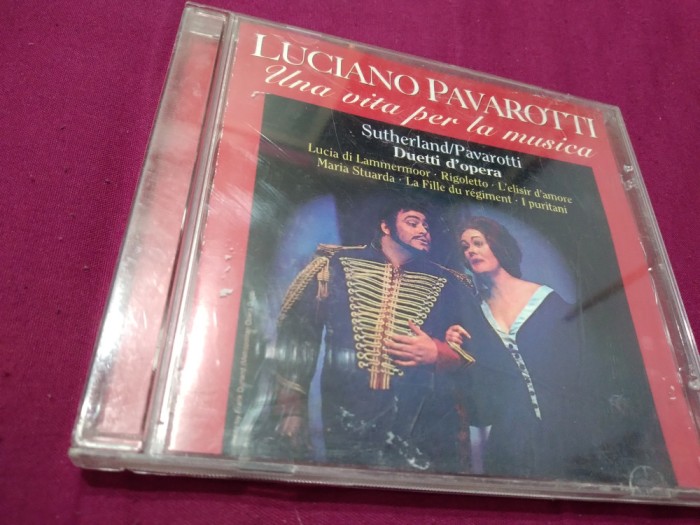 LUCIANO PAVAROTTI
Una vita per la musica
Sutherland/Pavarotti
Duetti d'opera
Lucia di Lammermoor · Rigoletto · L'elisir d'amore
Maria Stuarda · La Fille du régiment · I puritani